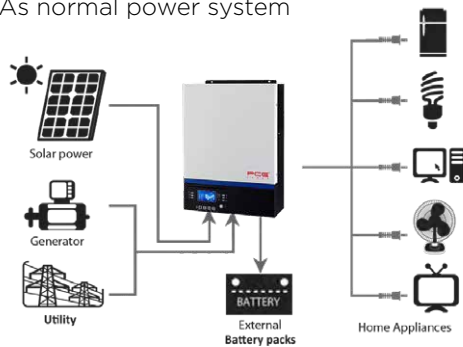 As normal power system
Solar power
Generator
Utility
PCE
BATTERY
External
Battery packs
Home Appliances